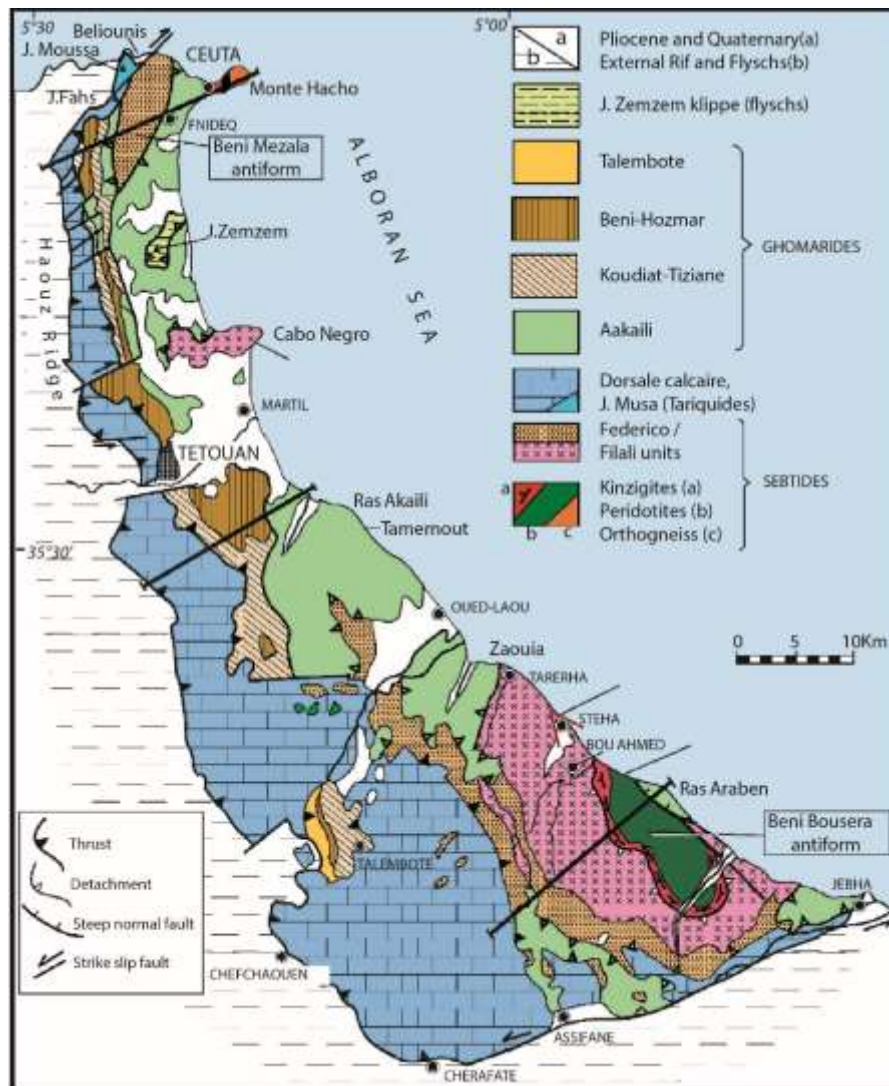 5°30
5°00
Beliounis
J. Moussa
CEUTA
Monte Hacho
J.Fahs
FNIDEQ
Beni Mezala
antiform
J.Zemzem
ALBORAN SEA
Haouz Ridge
Cabo Negro
MARTIL
TETOUAN
Ras Akaili
Tamernout
35°30'
OUED-LAOU
Zaouia
TARERHA
STEHA
BOU AHMED
Ras Araben
Beni Bousera
antiform
JEBHA
TALEMBOTE
CHEFCHAOUEN
ASSIFANE
CHERAFATE
a
b
Pliocene and Quaternary(a)
External Rif and Flyschs(b)
J. Zemzem klippe (flyschs)
Talembote
Beni-Hozmar
Koudiat-Tiziane
Aakaili
GHOMARIDES
Dorsale calcaire,
J. Musa (Tariquides)
Federico /
Filali units
a
b
c
Kinzigites (a)
Peridotites (b)
Orthogneiss (c)
SEBTIDES
0 5 10Km
Thrust
Detachment
Steep normal fault
Strike slip fault